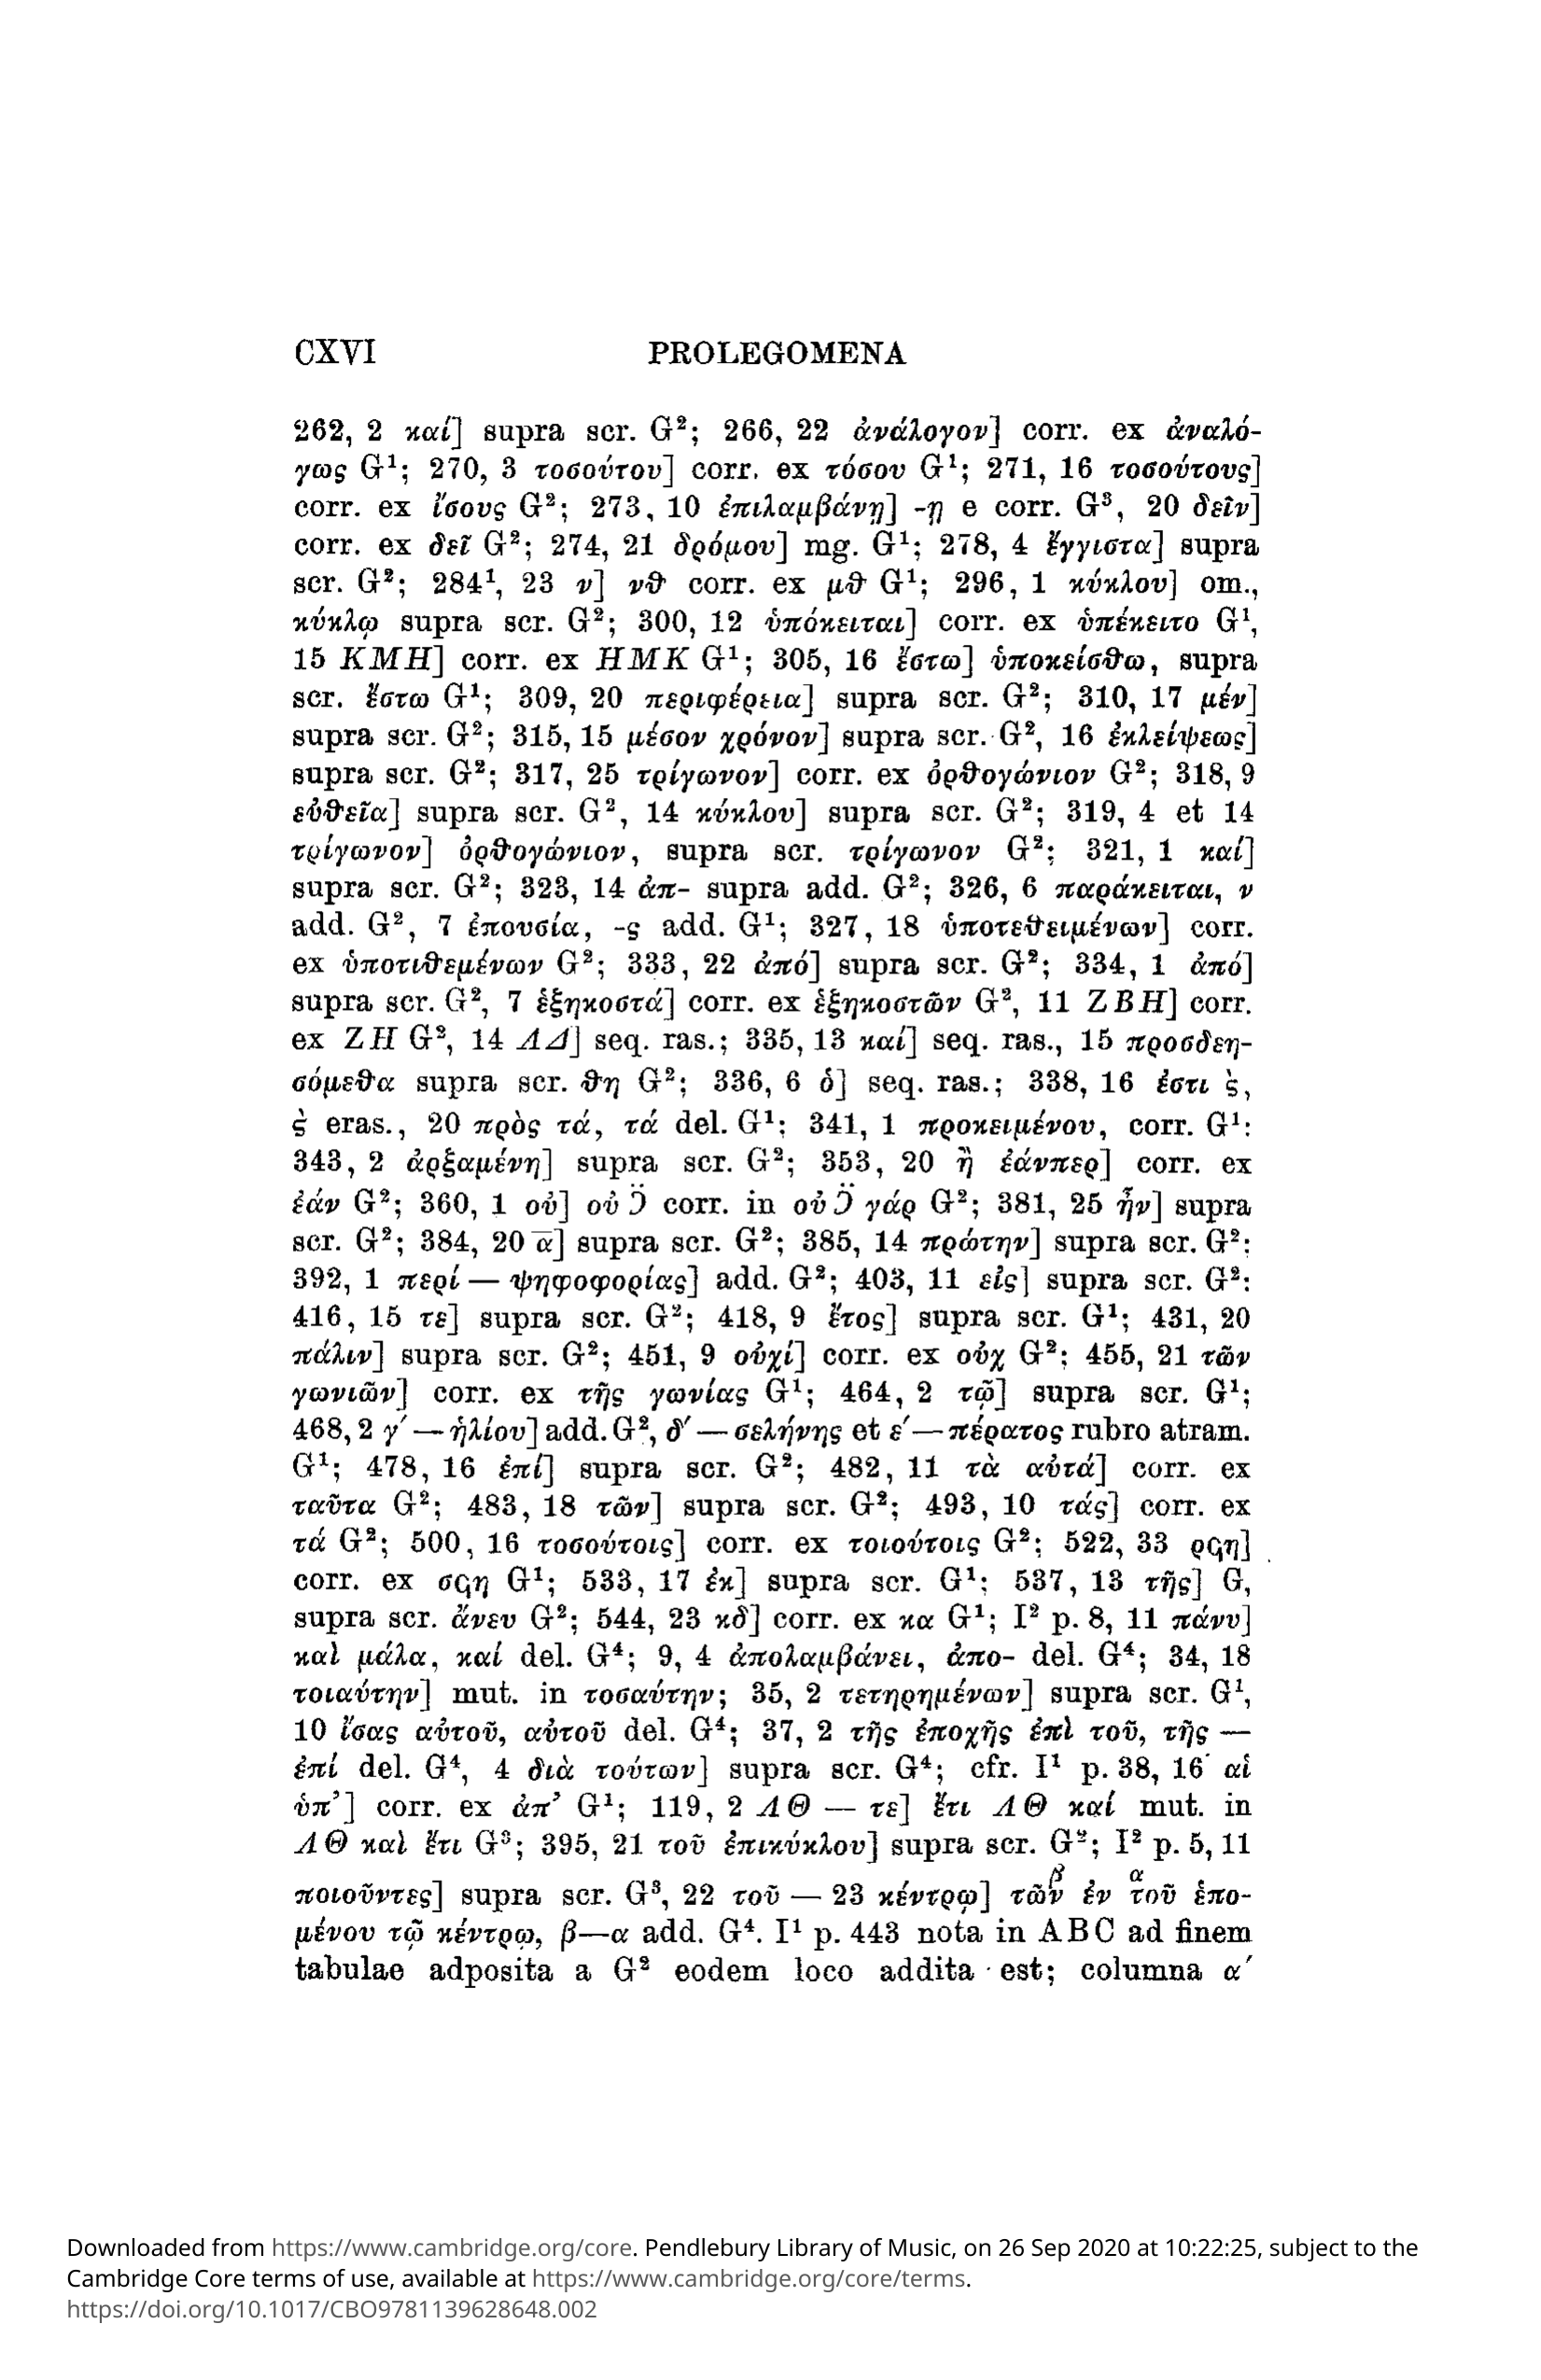 CXVI PROLEGOMENA
262, 2 καί] supra scr. G²; 266, 22 ἀνάλογον] corr. ex ἀναλό-
γως G¹; 270, 3 τοσούτου] corr. ex τόσου G¹; 271, 16 τοσούτους]
corr. ex ἴσους G²; 273, 10 ἐπιλαμβάνῃ] -ῃ e corr. G³, 20 δεῖν]
corr. ex δεῖ G²; 274, 21 δρόμου] mg. G¹; 278, 4 ἔγγιστα] supra
scr. G²; 284¹, 23 ν] νθ corr. ex μθ G¹; 296, 1 κύκλου] om.,
κύκλῳ supra scr. G²; 300, 12 ὑπόκειται] corr. ex ὑπέκειτο G¹,
15 ΚΜΗ] corr. ex ΗΜΚ G¹; 305, 16 ἔστω] ὑποκείσθω, supra
scr. ἔστω G¹; 309, 20 περιφέρεια] supra scr. G²; 310, 17 μέν]
supra scr. G²; 315, 15 μέσον χρόνον] supra scr. G², 16 ἐκλείψεως]
supra scr. G²; 317, 25 τρίγωνον] corr. ex ὀρθογώνιον G²; 318, 9
εὐθεῖα] supra scr. G², 14 κύκλου] supra scr. G²; 319, 4 et 14
τρίγωνον] ὀρθογώνιον, supra scr. τρίγωνον G²; 321, 1 καί]
supra scr. G²; 323, 14 ἀπ- supra add. G²; 326, 6 παράκειται, ν
add. G², 7 ἐπουσία, -ς add. G¹; 327, 18 ὑποτεθειμένων] corr.
ex ὑποτιθεμένων G²; 333, 22 ἀπό] supra scr. G²; 334, 1 ἀπό]
supra scr. G², 7 ἑξηκοστά] corr. ex ἑξηκοστῶν G², 11 ΖΒΗ] corr.
ex ΖΗ G², 14 ΛΔ] seq. ras.; 335, 13 καί] seq. ras., 15 προσδεη-
σόμεθα supra scr. θη G²; 336, 6 ὁ] seq. ras.; 338, 16 ἐστι ς̀,
ς̀ eras., 20 πρὸς τά, τά del. G¹; 341, 1 προκειμένου, corr. G¹:
343, 2 ἀρξαμένη] supra scr. G²; 353, 20 ἢ ἐάνπερ] corr. ex
ἐάν G²; 360, 1 οὐ] οὐ Ɔ̈ corr. in οὐ Ɔ̈ γάρ G²; 381, 25 ἦν] supra
scr. G²; 384, 20 α̅] supra scr. G²; 385, 14 πρώτην] supra scr. G²:
392, 1 περί — ψηφοφορίας] add. G²; 403, 11 εἰς] supra scr. G²:
416, 15 τε] supra scr. G²; 418, 9 ἔτος] supra scr. G¹; 431, 20
πάλιν] supra scr. G²; 451, 9 οὐχί] corr. ex οὐχ G²; 455, 21 τῶν
γωνιῶν] corr. ex τῆς γωνίας G¹; 464, 2 τῷ] supra scr. G¹;
468, 2 γ′ — ἡλίου] add. G², δ′ — σελήνης et ε′ — πέρατος rubro atram.
G¹; 478, 16 ἐπί] supra scr. G²; 482, 11 τὰ αὐτά] corr. ex
ταῦτα G²; 483, 18 τῶν] supra scr. G²; 493, 10 τάς] corr. ex
τά G²; 500, 16 τοσούτοις] corr. ex τοιούτοις G²; 522, 33 ρϙη]
corr. ex σϙη G¹; 533, 17 ἐκ] supra scr. G¹; 537, 13 τῆς] G,
supra scr. ἄνευ G²; 544, 23 κδ] corr. ex κα G¹; I² p. 8, 11 πάνυ]
καὶ μάλα, καί del. G⁴; 9, 4 ἀπολαμβάνει, ἀπο- del. G⁴; 34, 18
τοιαύτην] mut. in τοσαύτην; 35, 2 τετηρημένων] supra scr. G¹,
10 ἴσας αὐτοῦ, αὐτοῦ del. G⁴; 37, 2 τῆς ἐποχῆς ἐπὶ τοῦ, τῆς —
ἐπί del. G⁴, 4 διὰ τούτων] supra scr. G⁴; cfr. I¹ p. 38, 16 αἱ
ὑπ’] corr. ex ἀπ’ G¹; 119, 2 ΛΘ — τε] ἔτι ΛΘ καί mut. in
ΛΘ καὶ ἔτι G³; 395, 21 τοῦ ἐπικύκλου] supra scr. G²; I² p. 5, 11
β α
ποιοῦντες] supra scr. G³, 22 τοῦ — 23 κέντρῳ] τῶν ἐν τοῦ ἑπο-
μένου τῷ κέντρῳ, β—α add. G⁴. I¹ p. 443 nota in ABC ad finem
tabulae adposita a G² eodem loco addita est; columna α′
Downloaded from https://www.cambridge.org/core. Pendlebury Library of Music, on 26 Sep 2020 at 10:22:25, subject to the
Cambridge Core terms of use, available at https://www.cambridge.org/core/terms.
https://doi.org/10.1017/CBO9781139628648.002